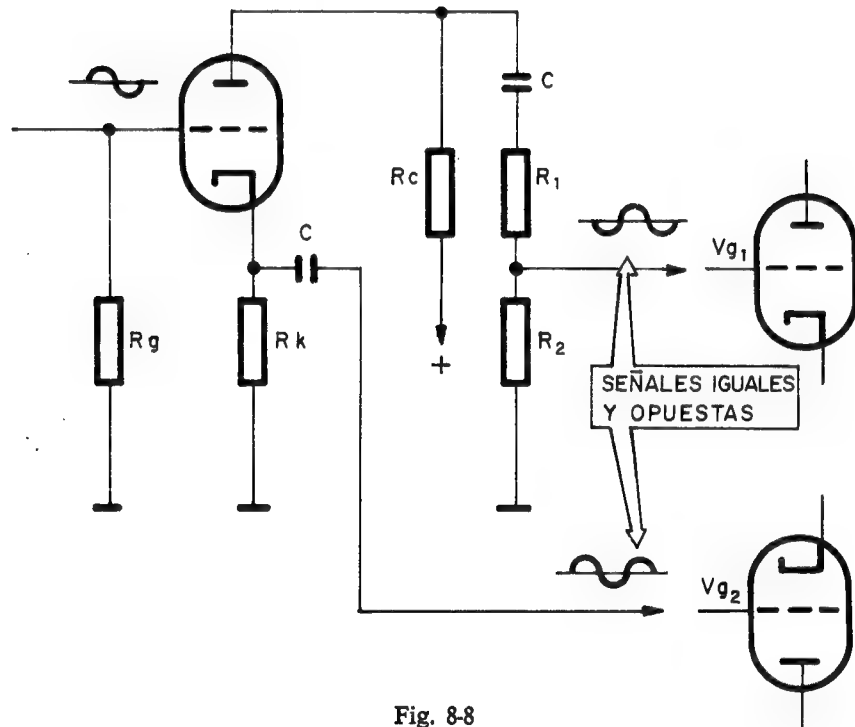 C
Rc
R1
Vg1
C
Rg
Rk
R2
+
SEÑALES IGUALES
Y OPUESTAS
Vg2
Fig. 8-8